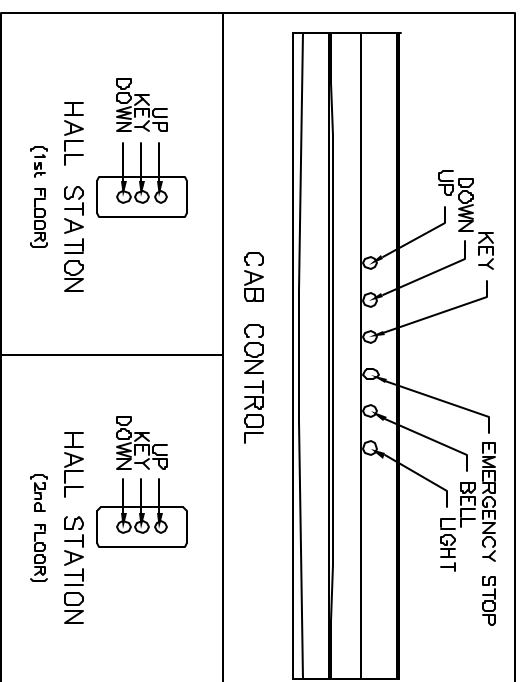 KEY
DOWN
UP
EMERGENCY STOP
BELL
LIGHT
CAB CONTROL
UP
KEY
DOWN
HALL STATION
(1st FLOOR)
UP
KEY
DOWN
HALL STATION
(2nd FLOOR)